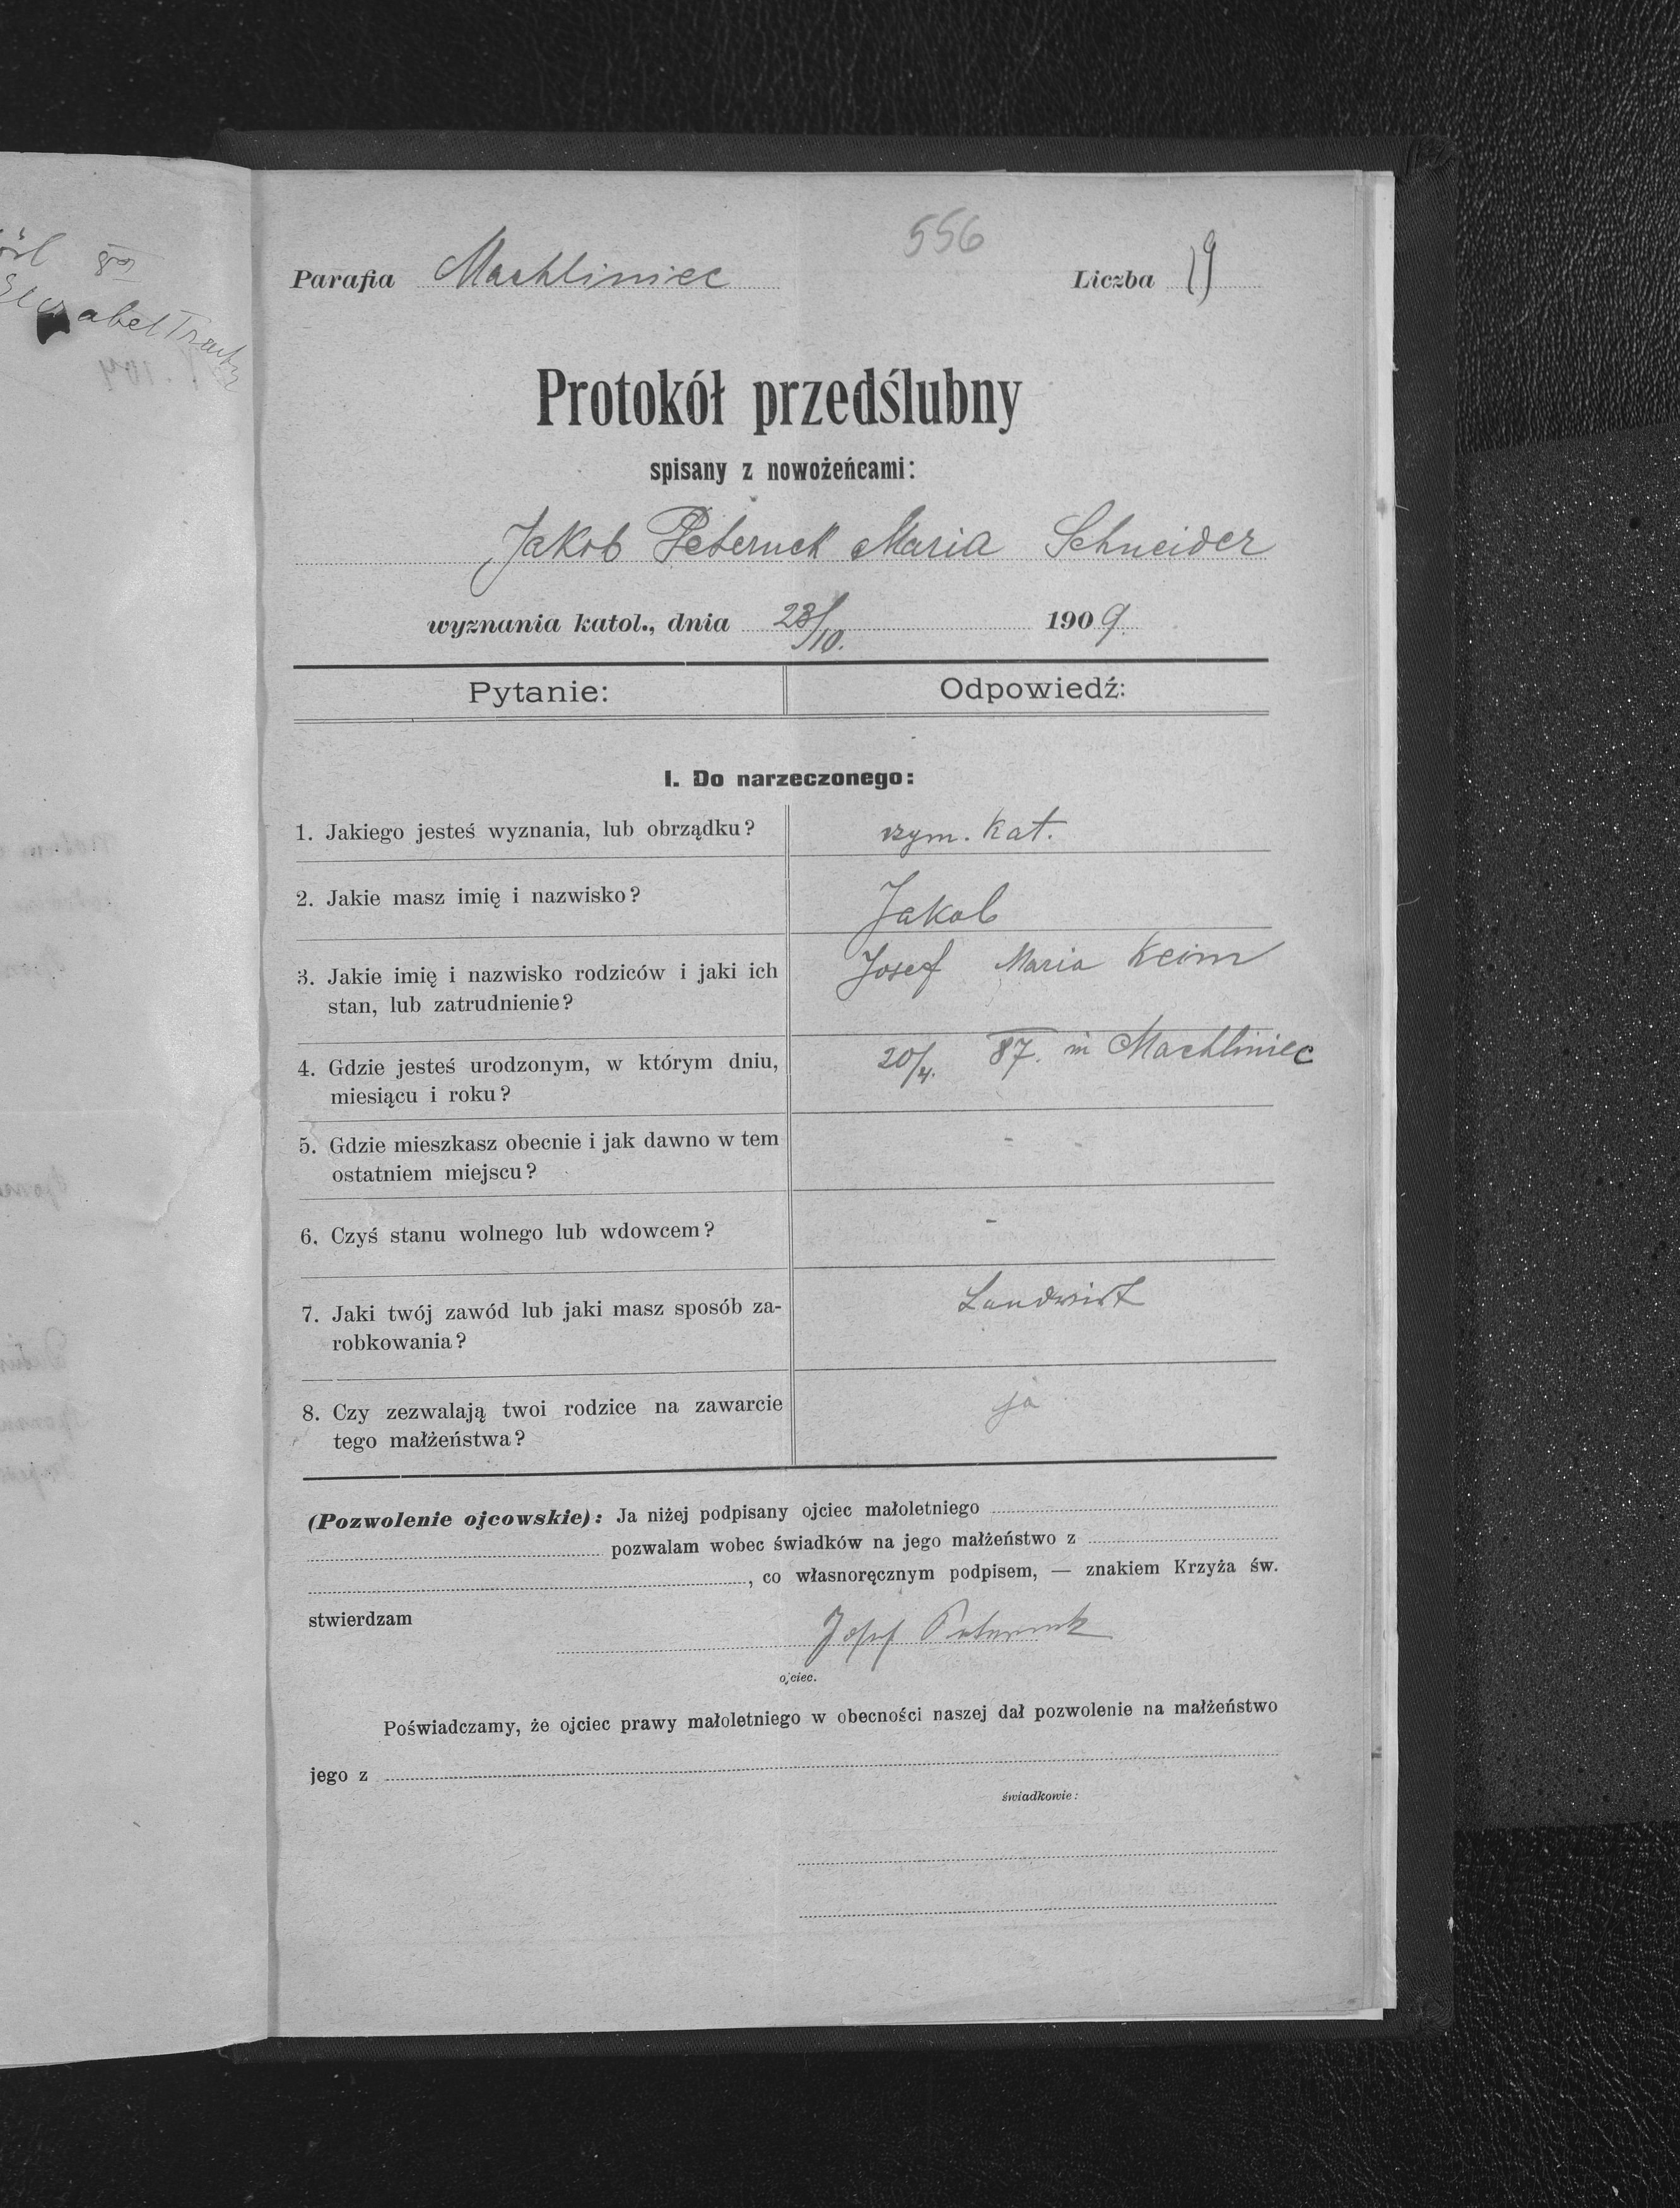 556
Parafia Machliniec Liczba 19
Protokół przedślubny
spisany z nowożeńcami:
Jakob Peteruck Maria Schneider
wyznania katol., dnia 23/10. 1909.
Pytanie: Odpowiedź:
I. Do narzeczonego:
1. Jakiego jesteś wyznania, lub obrządku? rzym. kat.
2. Jakie masz imię i nazwisko? Jakob
3. Jakie imię i nazwisko rodziców i jaki ich Josef Maria Keim
stan, lub zatrudnienie?
4. Gdzie jesteś urodzonym, w którym dniu, 20/4. 87. in Machliniec
miesiącu i roku?
5. Gdzie mieszkasz obecnie i jak dawno w tem - -
ostatniem miejscu?
6. Czyś stanu wolnego lub wdowcem? -
7. Jaki twój zawód lub jaki masz sposób za- Landwirt
robkowania?
8. Czy zezwalają twoi rodzice na zawarcie ja
tego małżeństwa?
(Pozwolenie ojcowskie): Ja niżej podpisany ojciec małoletniego
pozwalam wobec świadków na jego małżeństwo z
, co własnoręcznym podpisem, — znakiem Krzyża św.
stwierdzam
Josef Peteruck
ojciec.
Poświadczamy, że ojciec prawy małoletniego w obecności naszej dał pozwolenie na małżeństwo
jego z
świadkowie: